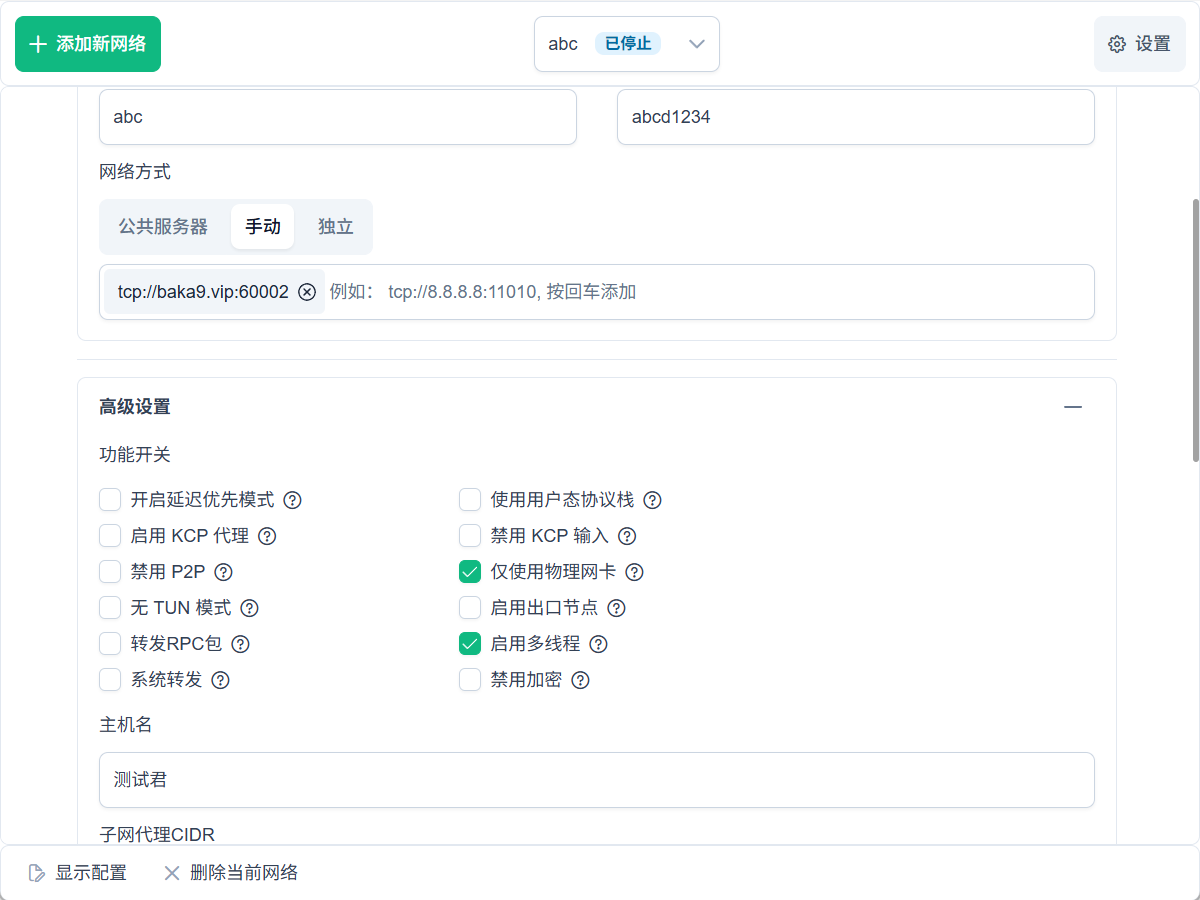 添加新网络
abc 已停止
设置
abc
abcd1234
网络方式
公共服务器 手动 独立
tcp://baka9.vip:60002 例如： tcp://8.8.8.8:11010, 按回车添加
高级设置
功能开关
开启延迟优先模式 使用用户态协议栈
启用 KCP 代理 禁用 KCP 输入
禁用 P2P 仅使用物理网卡
无 TUN 模式 启用出口节点
转发RPC包 启用多线程
系统转发 禁用加密
主机名
测试君
子网代理CIDR
显示配置 删除当前网络